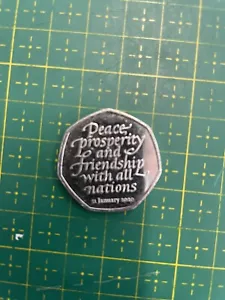 Peace,
prosperity
and
friendship
with all
nations
31 January 2020